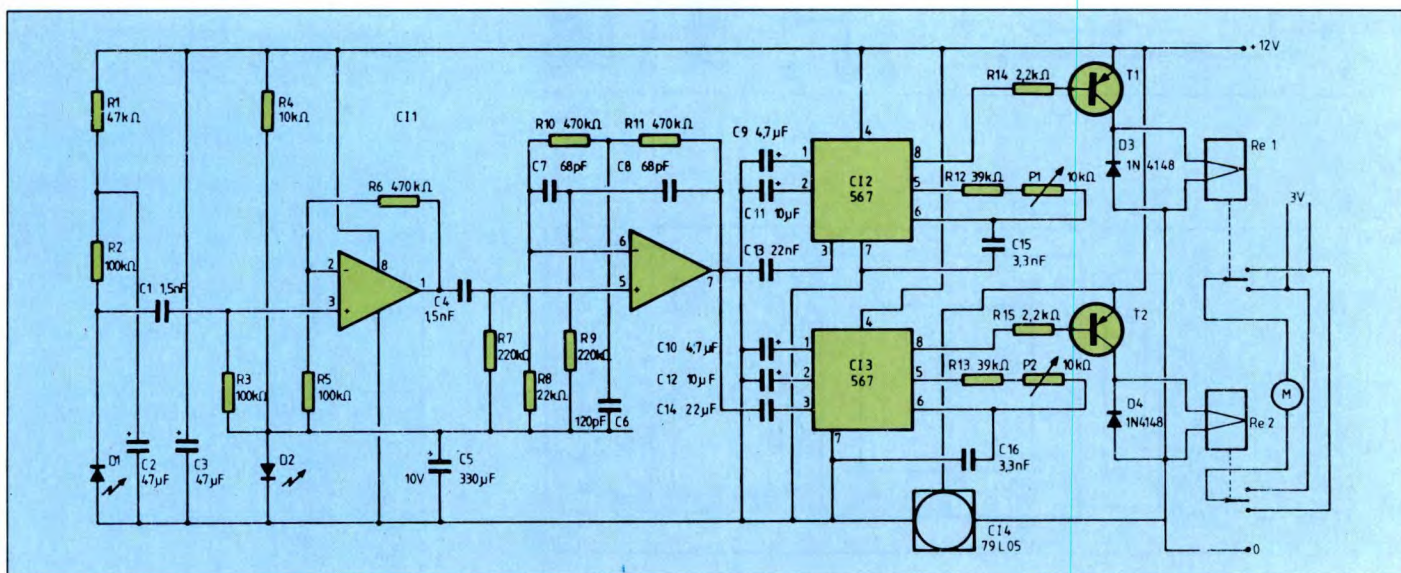 +12V
R1
47kΩ
R4
10kΩ
CI1
R14 2,2kΩ
T1
R10 470kΩ
R11 470kΩ
C9 4,7µF
4
R6 470kΩ
C7
68pF
C8
68pF
1
8
D3
1N4148
Re 1
2
CI2
567
5
R12 39kΩ
P1
10kΩ
C11 10µF
6
3V
R2
100kΩ
C13 22nF
3
7
C15
3,3nF
C1 1,5nF
2
-
8
6
-
3
+
1
C4
1,5nF
5
+
7
4
R15 2,2kΩ
T2
R7
220kΩ
R9
220kΩ
C10 4,7µF
1
8
C12 10µF
2
CI3
567
5
R13 39kΩ
P2
10kΩ
M
R3
100kΩ
R5
100kΩ
R8
22kΩ
C14 22µF
3
6
D4
1N4148
Re 2
120pF
C6
7
D1
C2
47µF
C3
47µF
D2
10V
+
C5
330µF
C16
3,3nF
CI4
79L05
0